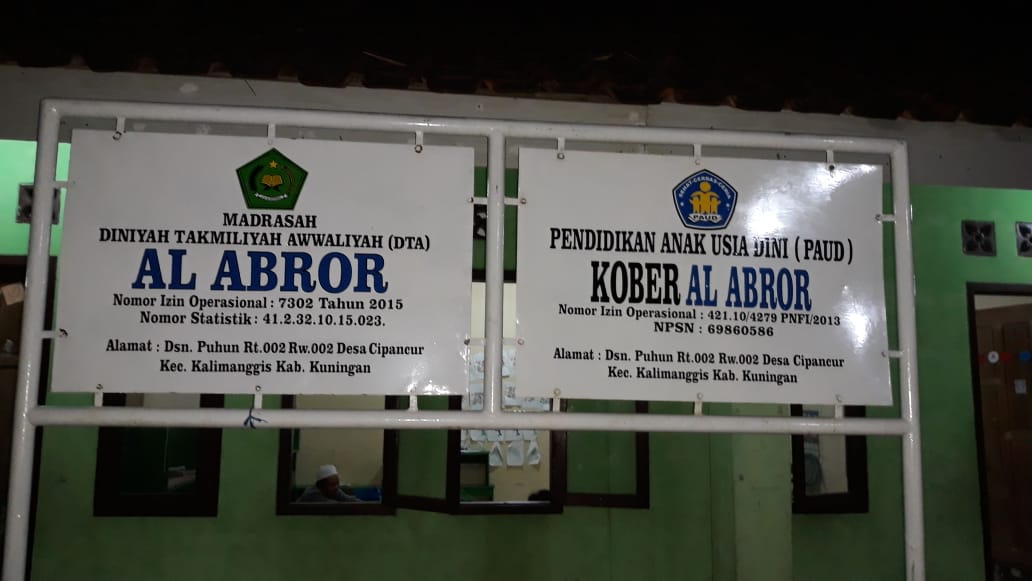 MADRASAH
DINIYAH TAKMILIYAH AWWALIYAH (DTA)
AL ABROR
Nomor Izin Operasional : 7302 Tahun 2015
Nomor Statistik : 41.2.32.10.15.023.
Alamat : Dsn. Puhun Rt.002 Rw.002 Desa Cipancur
Kec. Kalimanggis Kab. Kuningan
SEHAT-CERDAS-CERIA
PAUD
PENDIDIKAN ANAK USIA DINI ( PAUD )
KOBER AL ABROR
Nomor Izin Operasional : 421.10/4279 PNFI/2013
NPSN : 69860586
Alamat : Dsn. Puhun Rt.002 Rw.002 Desa Cipancur
Kec. Kalimanggis Kab. Kuningan